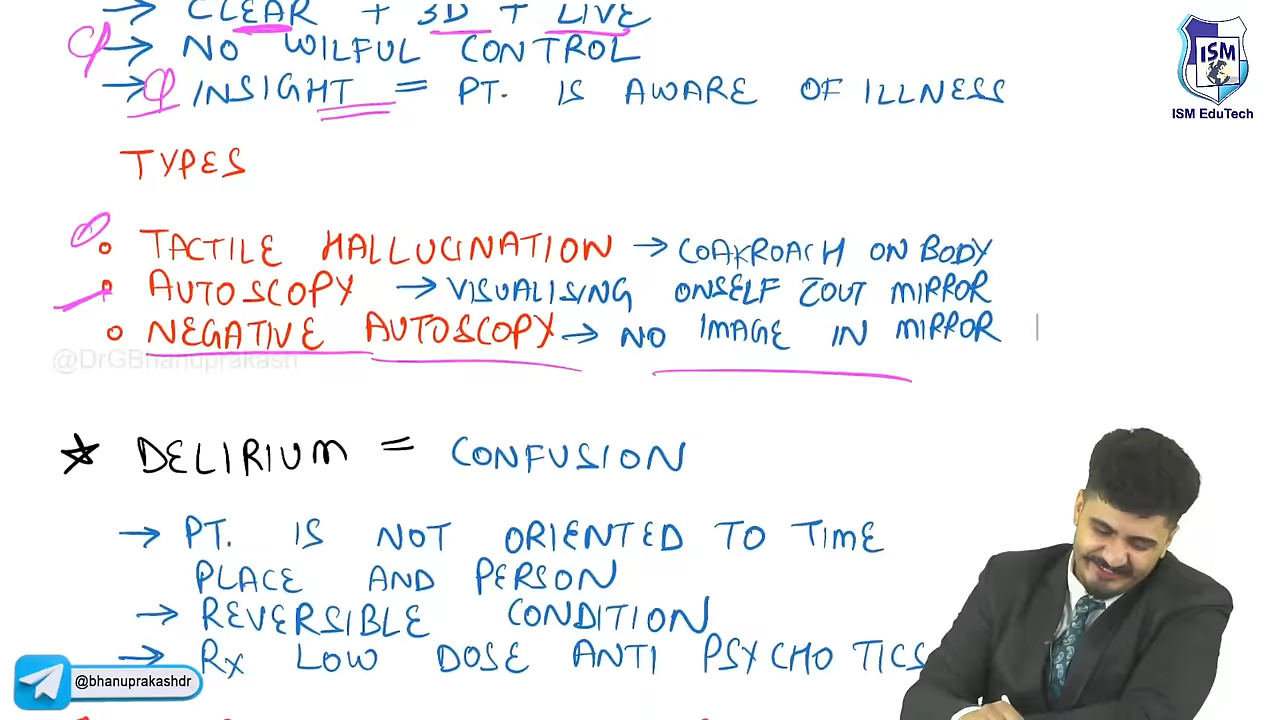 → CLEAR + 3D + LIVE
→ NO WILFUL CONTROL
→ INSIGHT = PT. IS AWARE OF ILLNESS
ISM
ISM EduTech
TYPES
• TACTILE HALLUCINATION → COAKROACH ON BODY
• AUTOSCOPY → VISUALISING ONSELF ZOUT MIRROR
• NEGATIVE AUTOSCOPY → NO IMAGE IN MIRROR
@DrGBhanuprakash
★ DELIRIUM = CONFUSION
→ PT. IS NOT ORIENTED TO TIME
PLACE AND PERSON
→ REVERSIBLE CONDITION
→ RX LOW DOSE ANTI PSYCHOTICS
@bhanuprakashdr